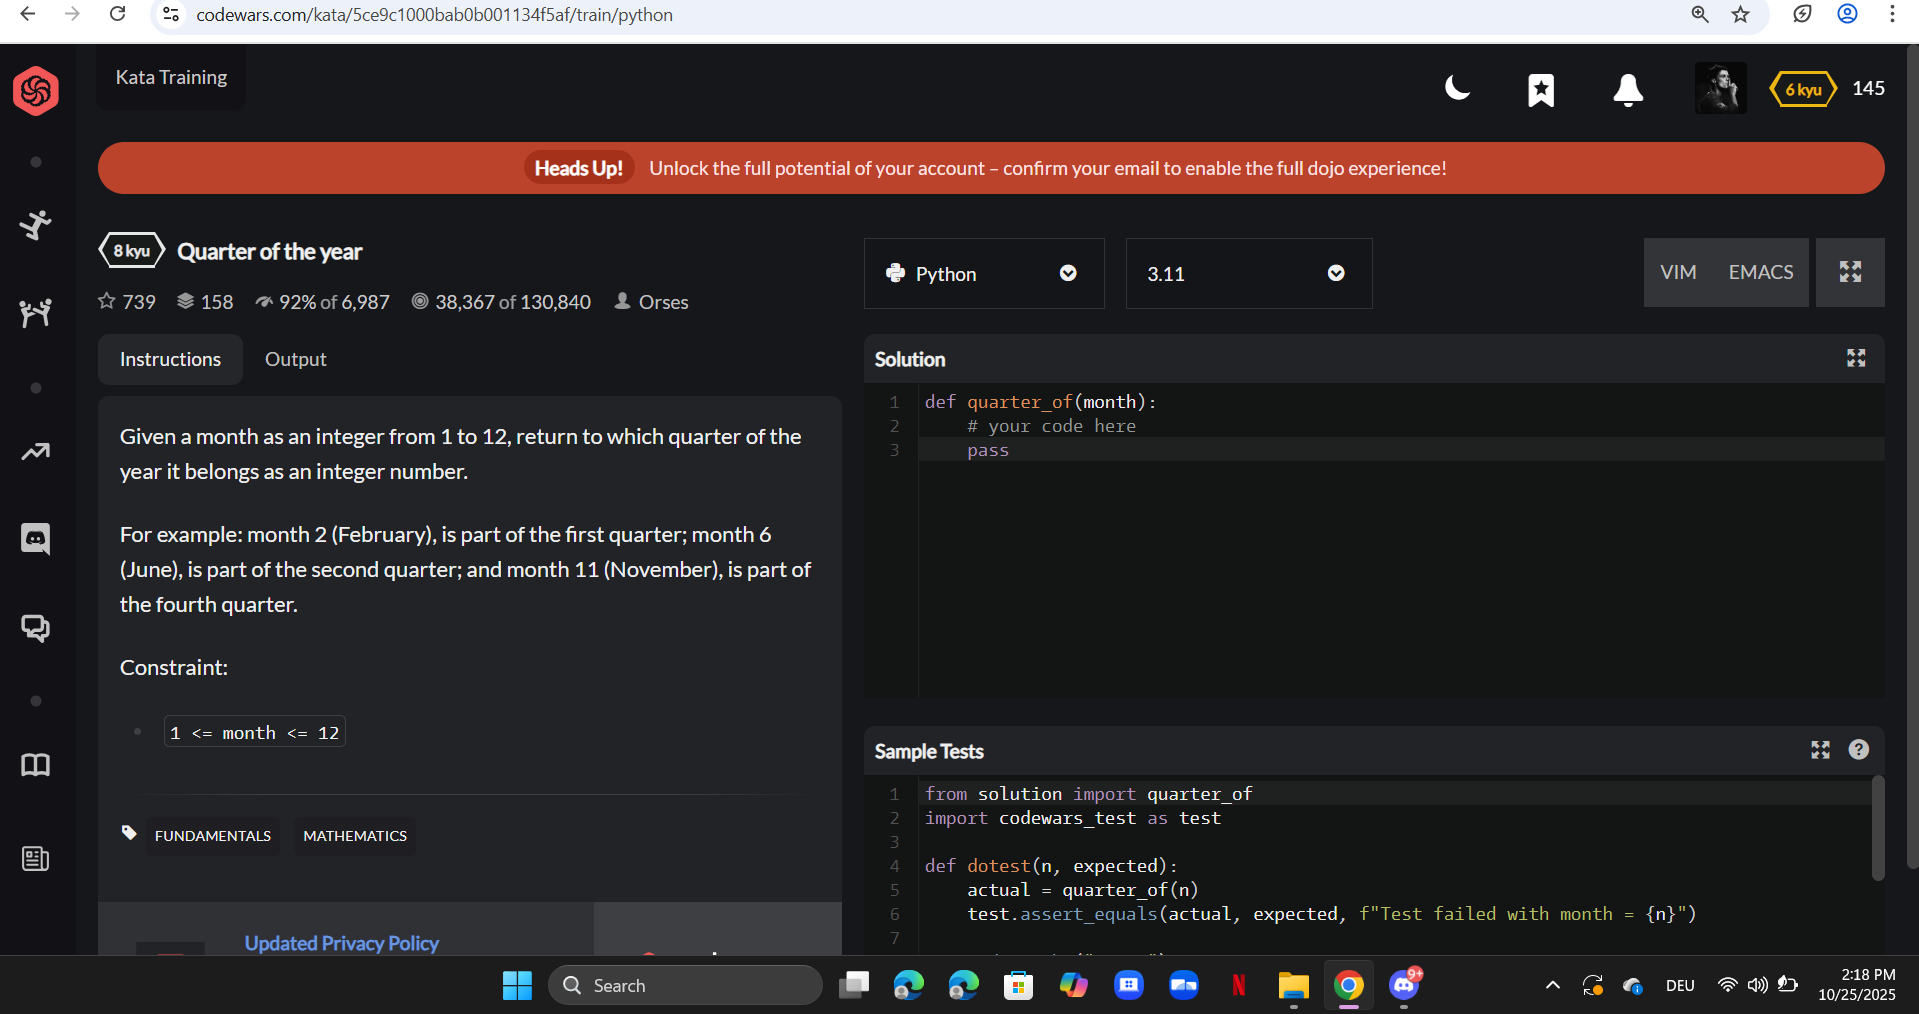 codewars.com/kata/5ce9c1000bab0b001134f5af/train/python
Kata Training
6 kyu 145
Heads Up! Unlock the full potential of your account – confirm your email to enable the full dojo experience!
8 kyu Quarter of the year
739 158 92% of 6,987 38,367 of 130,840 Orses
Python 3.11 VIM EMACS
Instructions Output
Given a month as an integer from 1 to 12, return to which quarter of the
year it belongs as an integer number.
For example: month 2 (February), is part of the first quarter; month 6
(June), is part of the second quarter; and month 11 (November), is part of
the fourth quarter.
Constraint:
1 <= month <= 12
FUNDAMENTALS MATHEMATICS
Updated Privacy Policy
Solution
1 def quarter_of(month):
2     # your code here
3     pass
Sample Tests
?
1 from solution import quarter_of
2 import codewars_test as test
3
4 def dotest(n, expected):
5     actual = quarter_of(n)
6     test.assert_equals(actual, expected, f"Test failed with month = {n}")
7
Search
9+
DEU
2:18 PM
10/25/2025